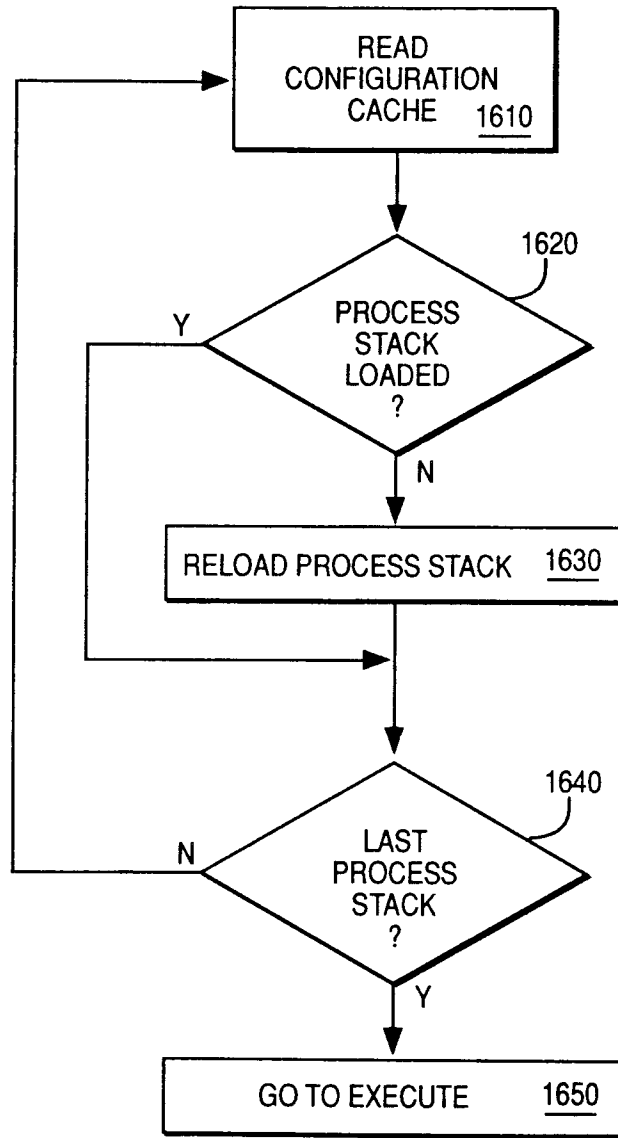 READ
CONFIGURATION
CACHE 1610
1620
Y
PROCESS
STACK
LOADED
?
N
RELOAD PROCESS STACK 1630
1640
N
LAST
PROCESS
STACK
?
Y
GO TO EXECUTE 1650